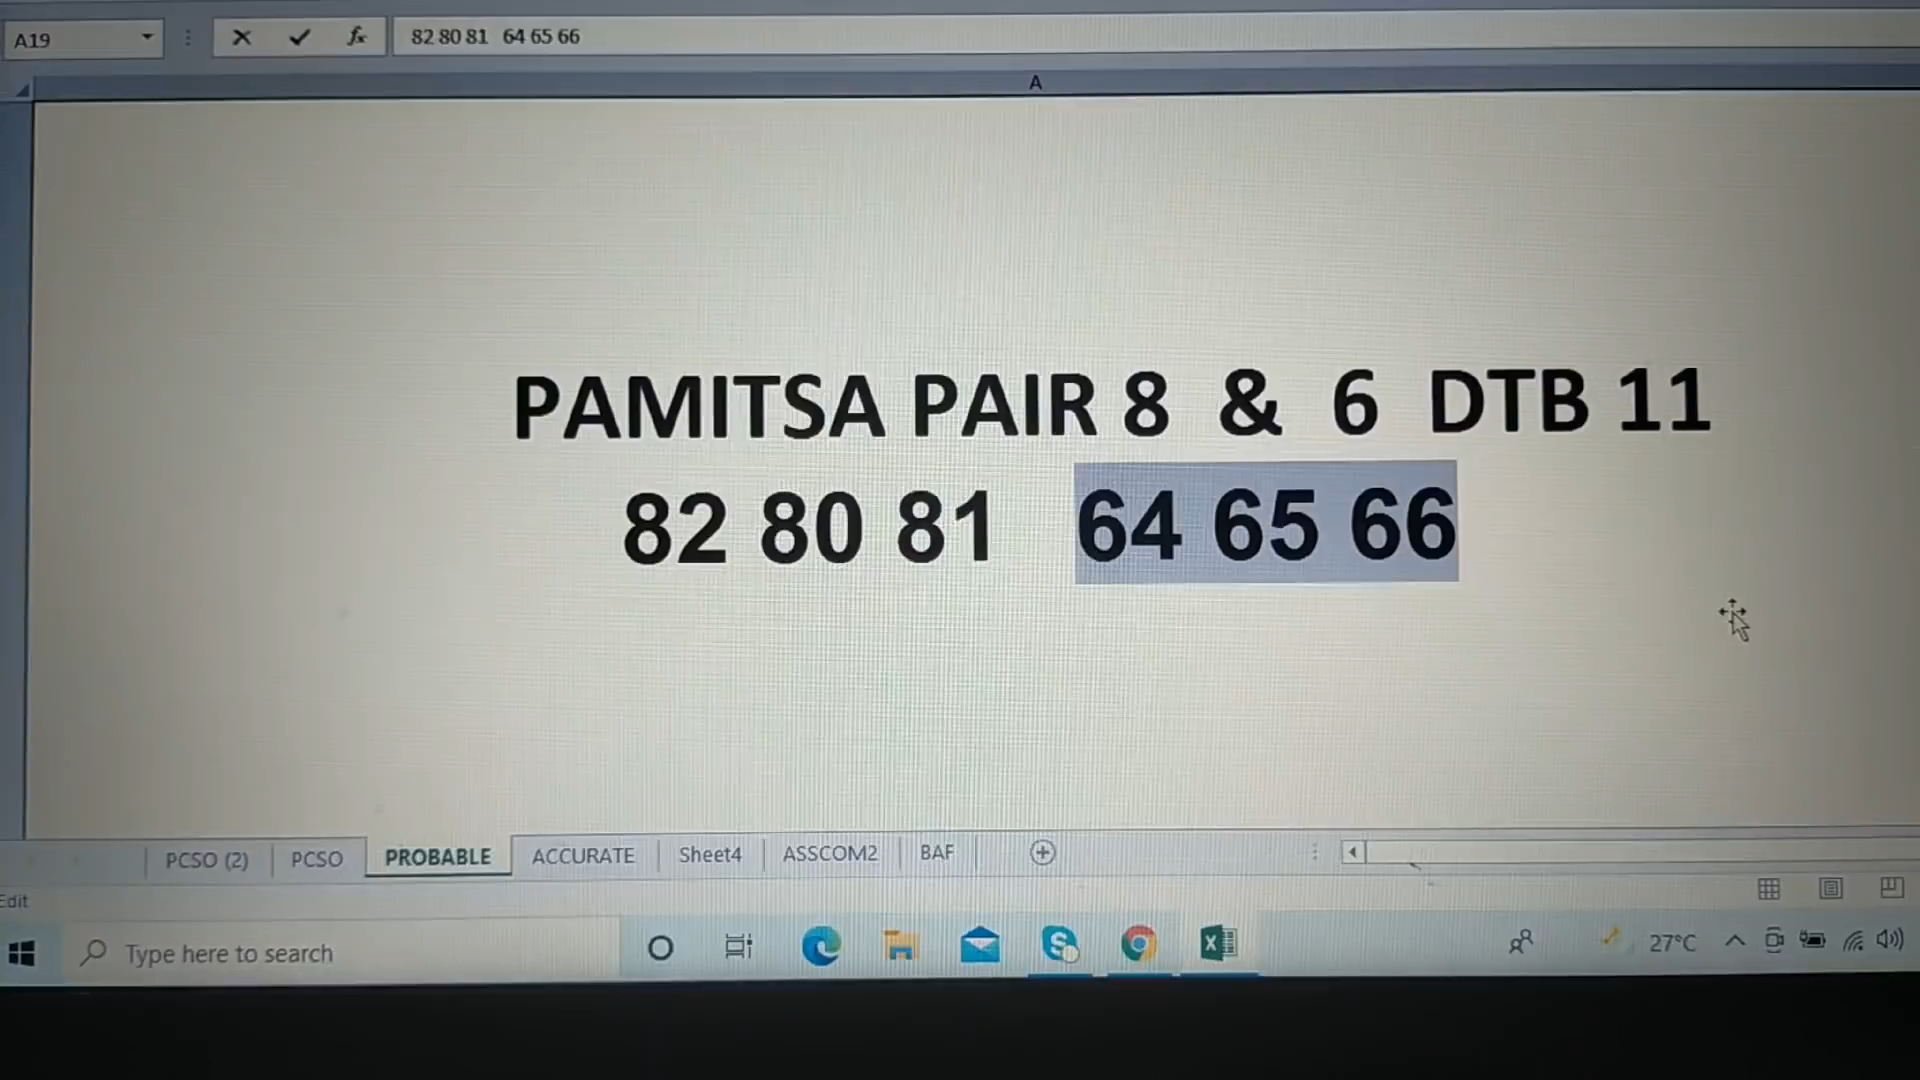 A19
fx
82 80 81 64 65 66
A
PAMITSA PAIR 8 & 6 DTB 11
82 80 81 64 65 66
PCSO (2) PCSO PROBABLE ACCURATE Sheet4 ASSCOM2 BAF
Edit
Type here to search
27°C